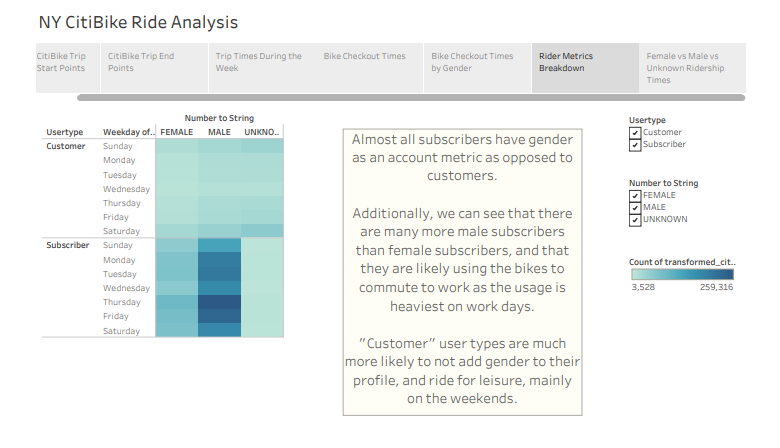 NY CitiBike Ride Analysis
CitiBike Trip
Start Points
CitiBike Trip End
Points
Trip Times During the
Week
Bike Checkout Times
Bike Checkout Times
by Gender
Rider Metrics
Breakdown
Female vs Male vs
Unknown Ridership
Times
Number to String
Usertype Weekday of.. FEMALE MALE UNKNO..
Customer Sunday
Monday
Tuesday
Wednesday
Thursday
Friday
Saturday
Subscriber Sunday
Monday
Tuesday
Wednesday
Thursday
Friday
Saturday
Almost all subscribers have gender
as an account metric as opposed to
customers.
Additionally, we can see that there
are many more male subscribers
than female subscribers, and that
they are likely using the bikes to
commute to work as the usage is
heaviest on work days.
"Customer" user types are much
more likely to not add gender to their
profile, and ride for leisure, mainly
on the weekends.
Usertype
Customer
Subscriber
Number to String
FEMALE
MALE
UNKNOWN
Count of transformed_cit..
3,528 259,316